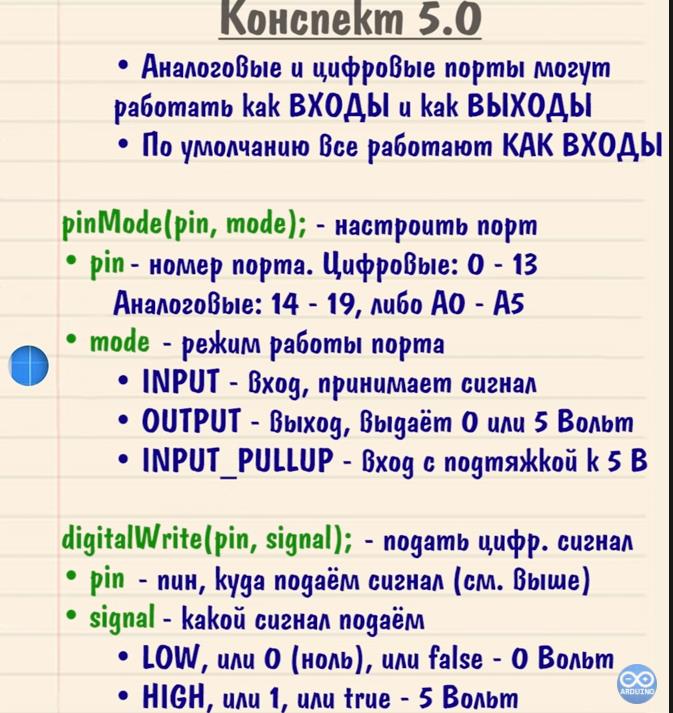 Конспект 5.0
• Аналоговые и цифровые порты могут
работать как ВХОДЫ и как ВЫХОДЫ
• По умолчанию все работают КАК ВХОДЫ
pinMode(pin, mode); - настроить порт
• pin - номер порта. Цифровые: 0 - 13
Аналоговые: 14 - 19, либо A0 - A5
• mode - режим работы порта
• INPUT - вход, принимает сигнал
• OUTPUT - выход, выдаёт 0 или 5 Вольт
• INPUT_PULLUP - вход с подтяжкой к 5 В
digitalWrite(pin, signal); - подать цифр. сигнал
• pin - пин, куда подаём сигнал (см. выше)
• signal - какой сигнал подаём
• LOW, или 0 (ноль), или false - 0 Вольт
• HIGH, или 1, или true - 5 Вольт
ARDUINO